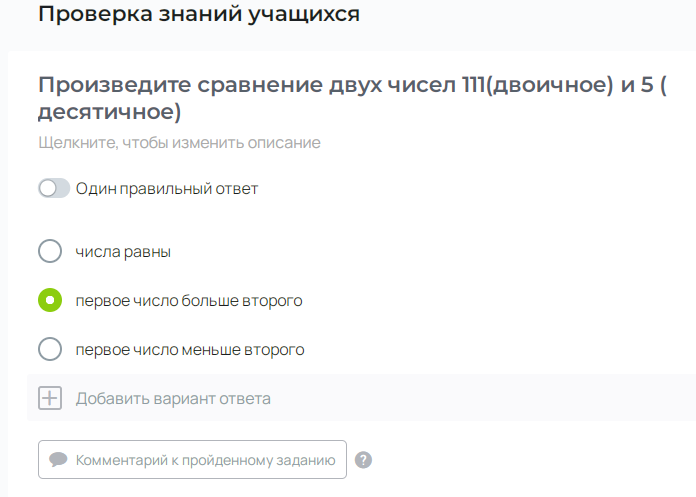 Проверка знаний учащихся
Произведите сравнение двух чисел 111(двоичное) и 5 (
десятичное)
Щелкните, чтобы изменить описание
Один правильный ответ
числа равны
первое число больше второго
первое число меньше второго
Добавить вариант ответа
Комментарий к пройденному заданию ?